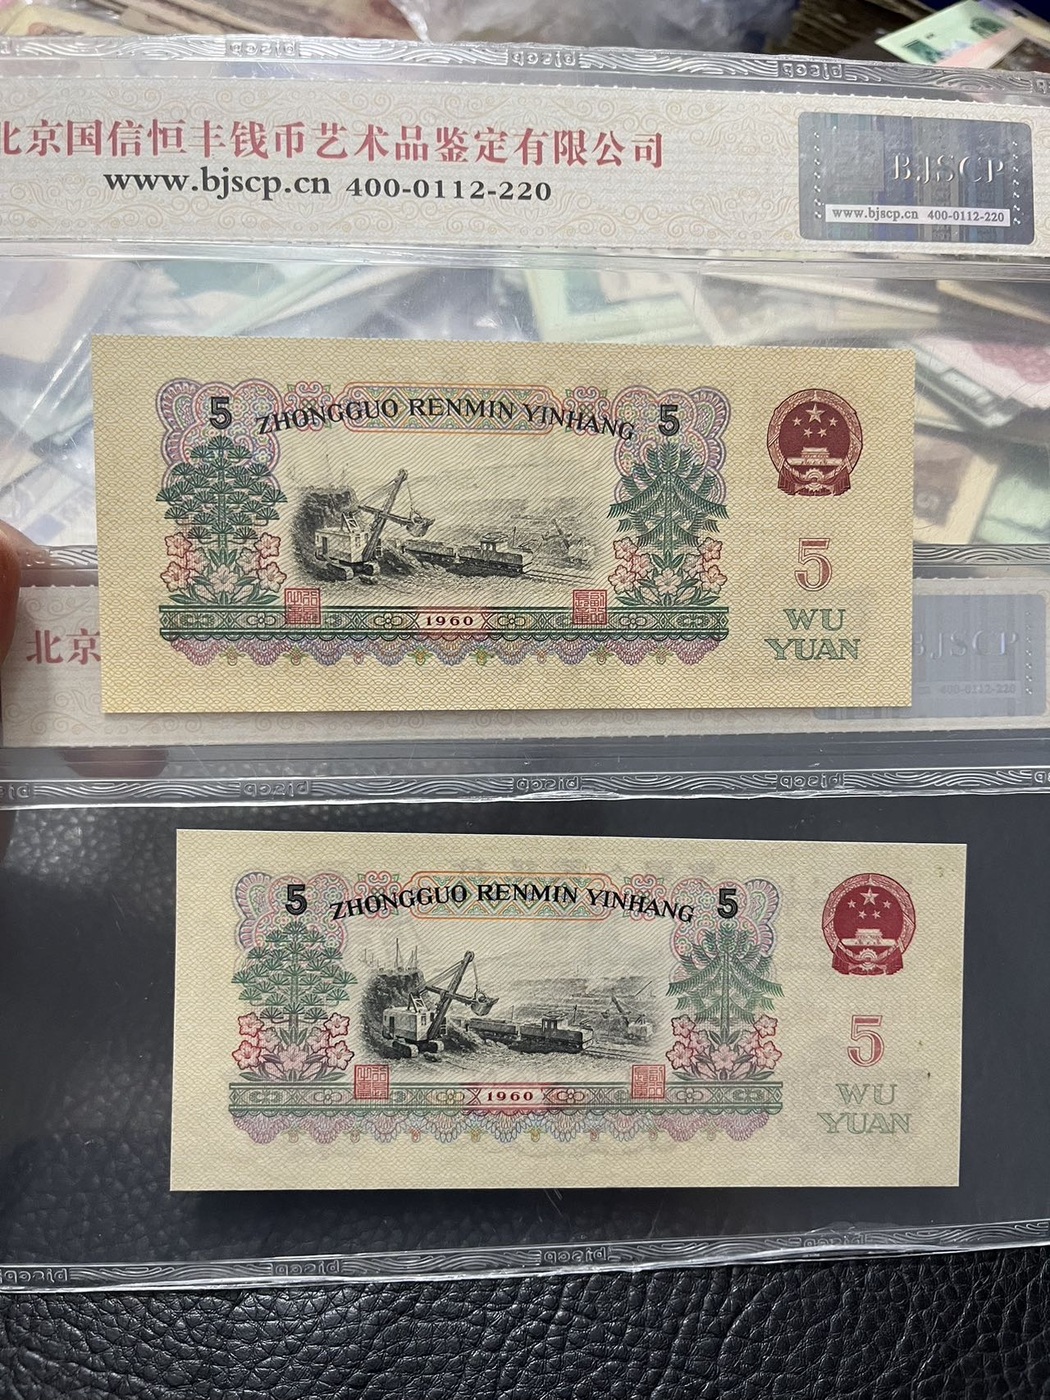 北京国信恒丰钱币艺术品鉴定有限公司
www.bjscp.cn 400-0112-220
BJSCP
www.bjscp.cn 400-0112-220
5
ZHONGGUO RENMIN YINHANG
5
5
1960
WU
YUAN
北京
BJSCP
400-0112-220
5
ZHONGGUO RENMIN YINHANG
5
5
1960
WU
YUAN